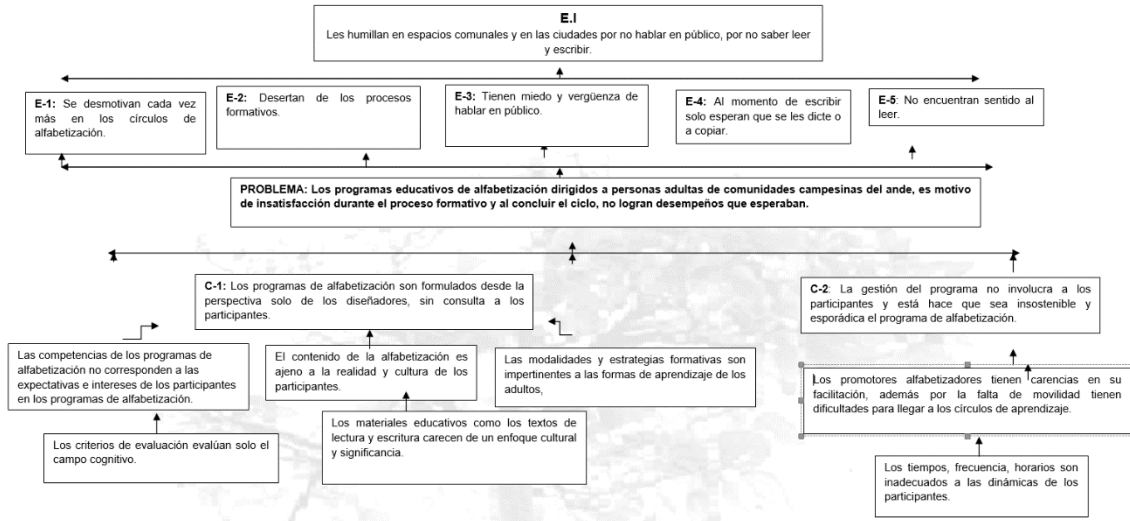 E.I
Les humillan en espacios comunales y en las ciudades por no hablar en público, por no saber leer
y escribir.
E-1: Se desmotivan cada vez
más en los círculos de
alfabetización.
E-2: Desertan de los procesos
formativos.
E-3: Tienen miedo y vergüenza de
hablar en público.
E-4: Al momento de escribir
solo esperan que se les dicte o
a copiar.
E-5: No encuentran sentido al
leer.
PROBLEMA: Los programas educativos de alfabetización dirigidos a personas adultas de comunidades campesinas del ande, es motivo
de insatisfacción durante el proceso formativo y al concluir el ciclo, no logran desempeños que esperaban.
C-1: Los programas de alfabetización son formulados desde la
perspectiva solo de los diseñadores, sin consulta a los
participantes.
C-2: La gestión del programa no involucra a los
participantes y está hace que sea insostenible y
esporádica el programa de alfabetización.
Las competencias de los programas de
alfabetización no corresponden a las
expectativas e intereses de los participantes
en los programas de alfabetización.
El contenido de la alfabetización es
ajeno a la realidad y cultura de los
participantes.
Las modalidades y estrategias formativas son
impertinentes a las formas de aprendizaje de los
adultos,
Los promotores alfabetizadores tienen carencias en su
facilitación, además por la falta de movilidad tienen
dificultades para llegar a los círculos de aprendizaje.
Los criterios de evaluación evalúan solo el
campo cognitivo.
Los materiales educativos como los textos de
lectura y escritura carecen de un enfoque cultural
y significancia.
Los tiempos, frecuencia, horarios son
inadecuados a las dinámicas de los
participantes.